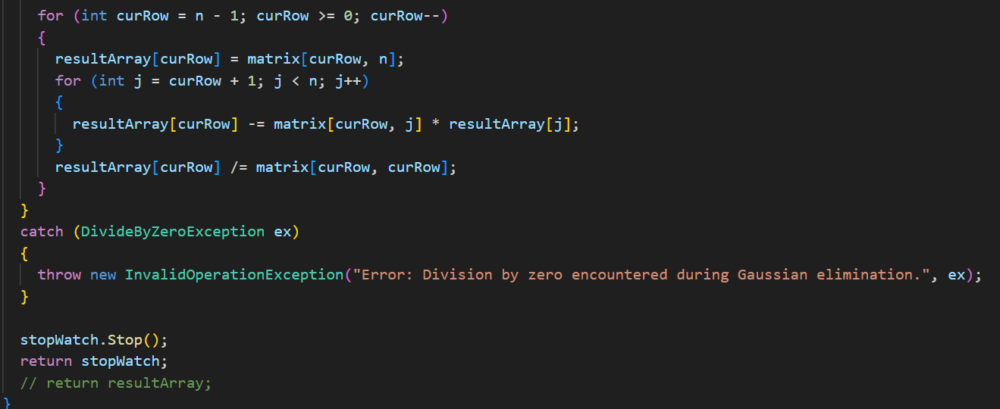 for (int curRow = n - 1; curRow >= 0; curRow--)
{
resultArray[curRow] = matrix[curRow, n];
for (int j = curRow + 1; j < n; j++)
{
resultArray[curRow] -= matrix[curRow, j] * resultArray[j];
}
resultArray[curRow] /= matrix[curRow, curRow];
}
}
catch (DivideByZeroException ex)
{
throw new InvalidOperationException("Error: Division by zero encountered during Gaussian elimination.", ex);
}
stopWatch.Stop();
return stopWatch;
// return resultArray;
}